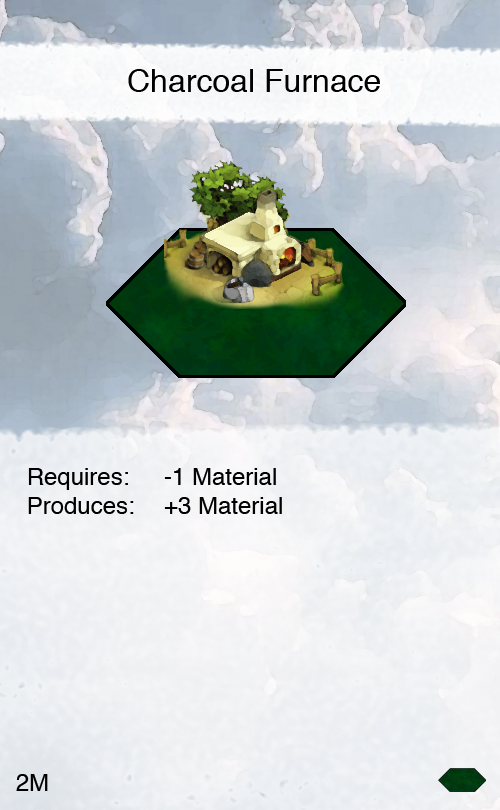 Charcoal Furnace
Requires: -1 Material
Produces: +3 Material
2M